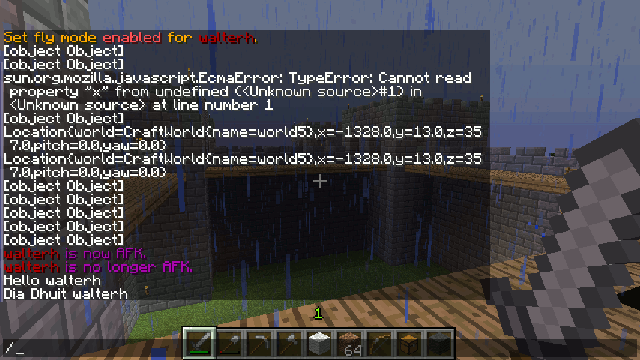 Set fly mode enabled for walterh.
[object Object]
[object Object]
sun.org.mozilla.javascript.EcmaError: TypeError: Cannot read
property "x" from undefined (<Unknown source>#1) in
<Unknown source> at line number 1
[object Object]
Location{world=CraftWorld{name=world5},x=-1328.0,y=13.0,z=35
7.0,pitch=0.0,yaw=0.0}
Location{world=CraftWorld{name=world5},x=-1328.0,y=13.0,z=35
7.0,pitch=0.0,yaw=0.0}
[object Object]
[object Object]
[object Object]
[object Object]
[object Object]
walterh is now AFK.
walterh is no longer AFK.
Hello walterh
Dia Dhuit walterh
1
64
/_